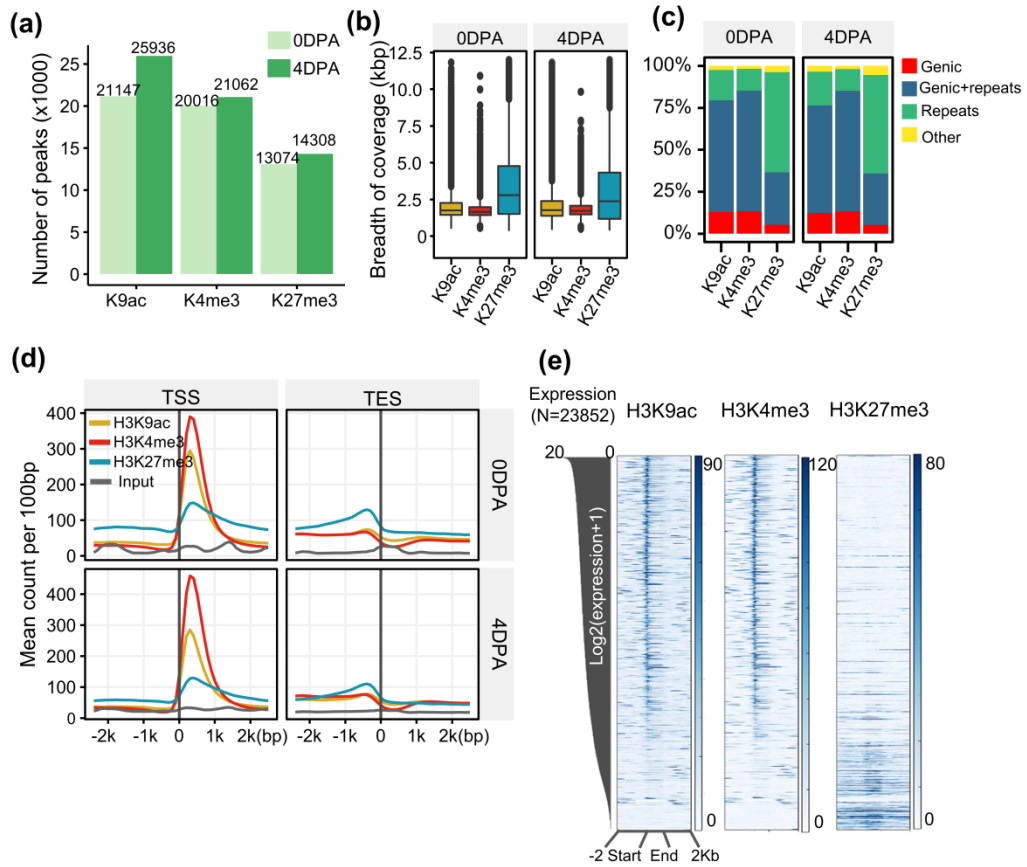 (a)
Number of peaks (x1000)
25
20
15
10
5
0
21147
25936
20016
21062
13074
14308
0DPA
4DPA
K9ac
K4me3
K27me3
(b)
0DPA
4DPA
Breadth of coverage (kbp)
12.5
10.0
7.5
5.0
2.5
0
K9ac
K4me3
K27me3
K9ac
K4me3
K27me3
(c)
0DPA
4DPA
100%
75%
50%
25%
0%
K9ac
K4me3
K27me3
K9ac
K4me3
K27me3
Genic
Genic+repeats
Repeats
Other
(d)
TSS
TES
Mean count per 100bp
400
300
200
100
0
H3K9ac
H3K4me3
H3K27me3
Input
0DPA
400
300
200
100
0
4DPA
-2k
-1k
0
1k
2k(bp)
-2k
-1k
0
1k
2k(bp)
(e)
Expression
(N=23852)
H3K9ac
H3K4me3
H3K27me3
20
0
Log2(expression+1)
90
0
120
0
80
0
-2 Start
End
2Kb